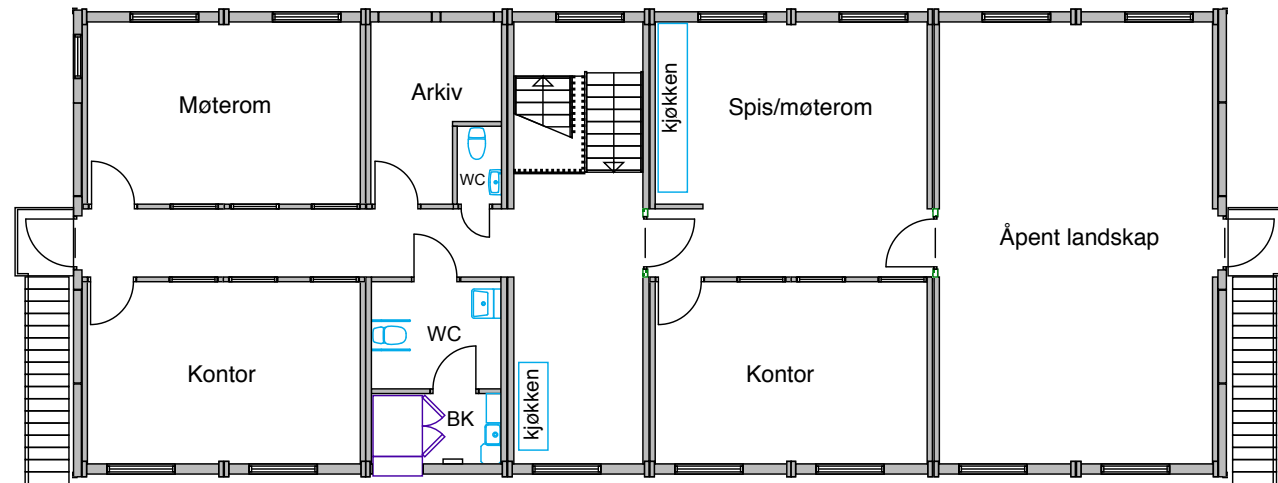 Møterom
Arkiv
kjøkken
Spis/møterom
WC
Åpent landskap
WC
Kontor
Kontor
kjøkken
BK